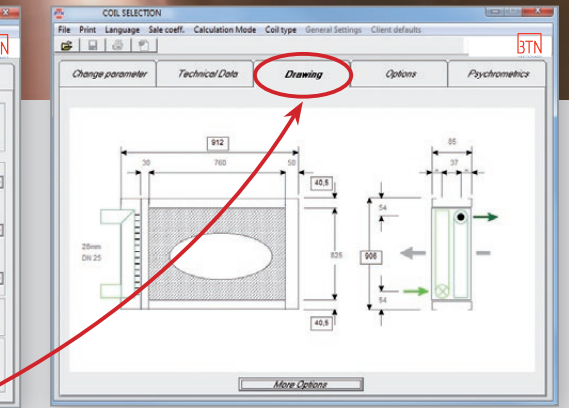 COIL SELECTION
File Print Language Sale coeff. Calculation Mode Coil type General Settings Client defaults
BTN
Change parameter Technical Data Drawing Options Psychrometrics
912
30 760 50
40,5
25mm
DN 25
825
40,5
85
37
54
906
54
More Options